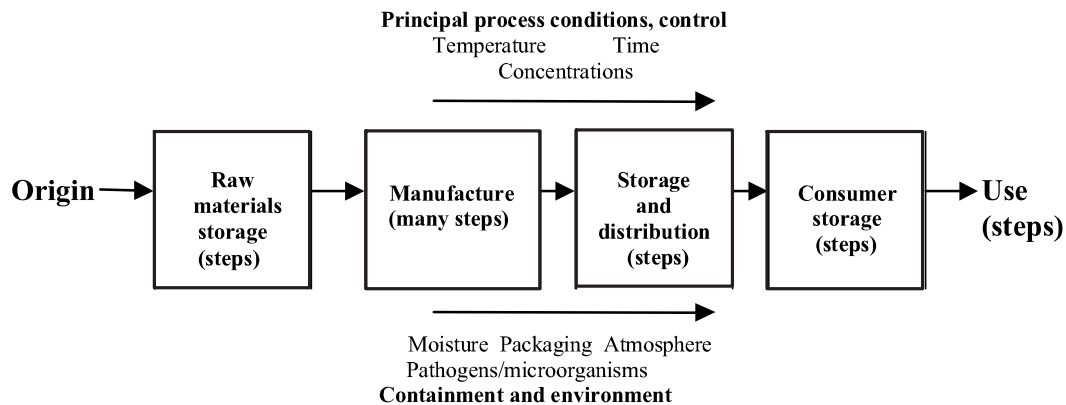 Principal process conditions, control
Temperature Time
Concentrations
Origin
Raw
materials
storage
(steps)
Manufacture
(many steps)
Storage
and
distribution
(steps)
Consumer
storage
(steps)
Use
(steps)
Moisture Packaging Atmosphere
Pathogens/microorganisms
Containment and environment